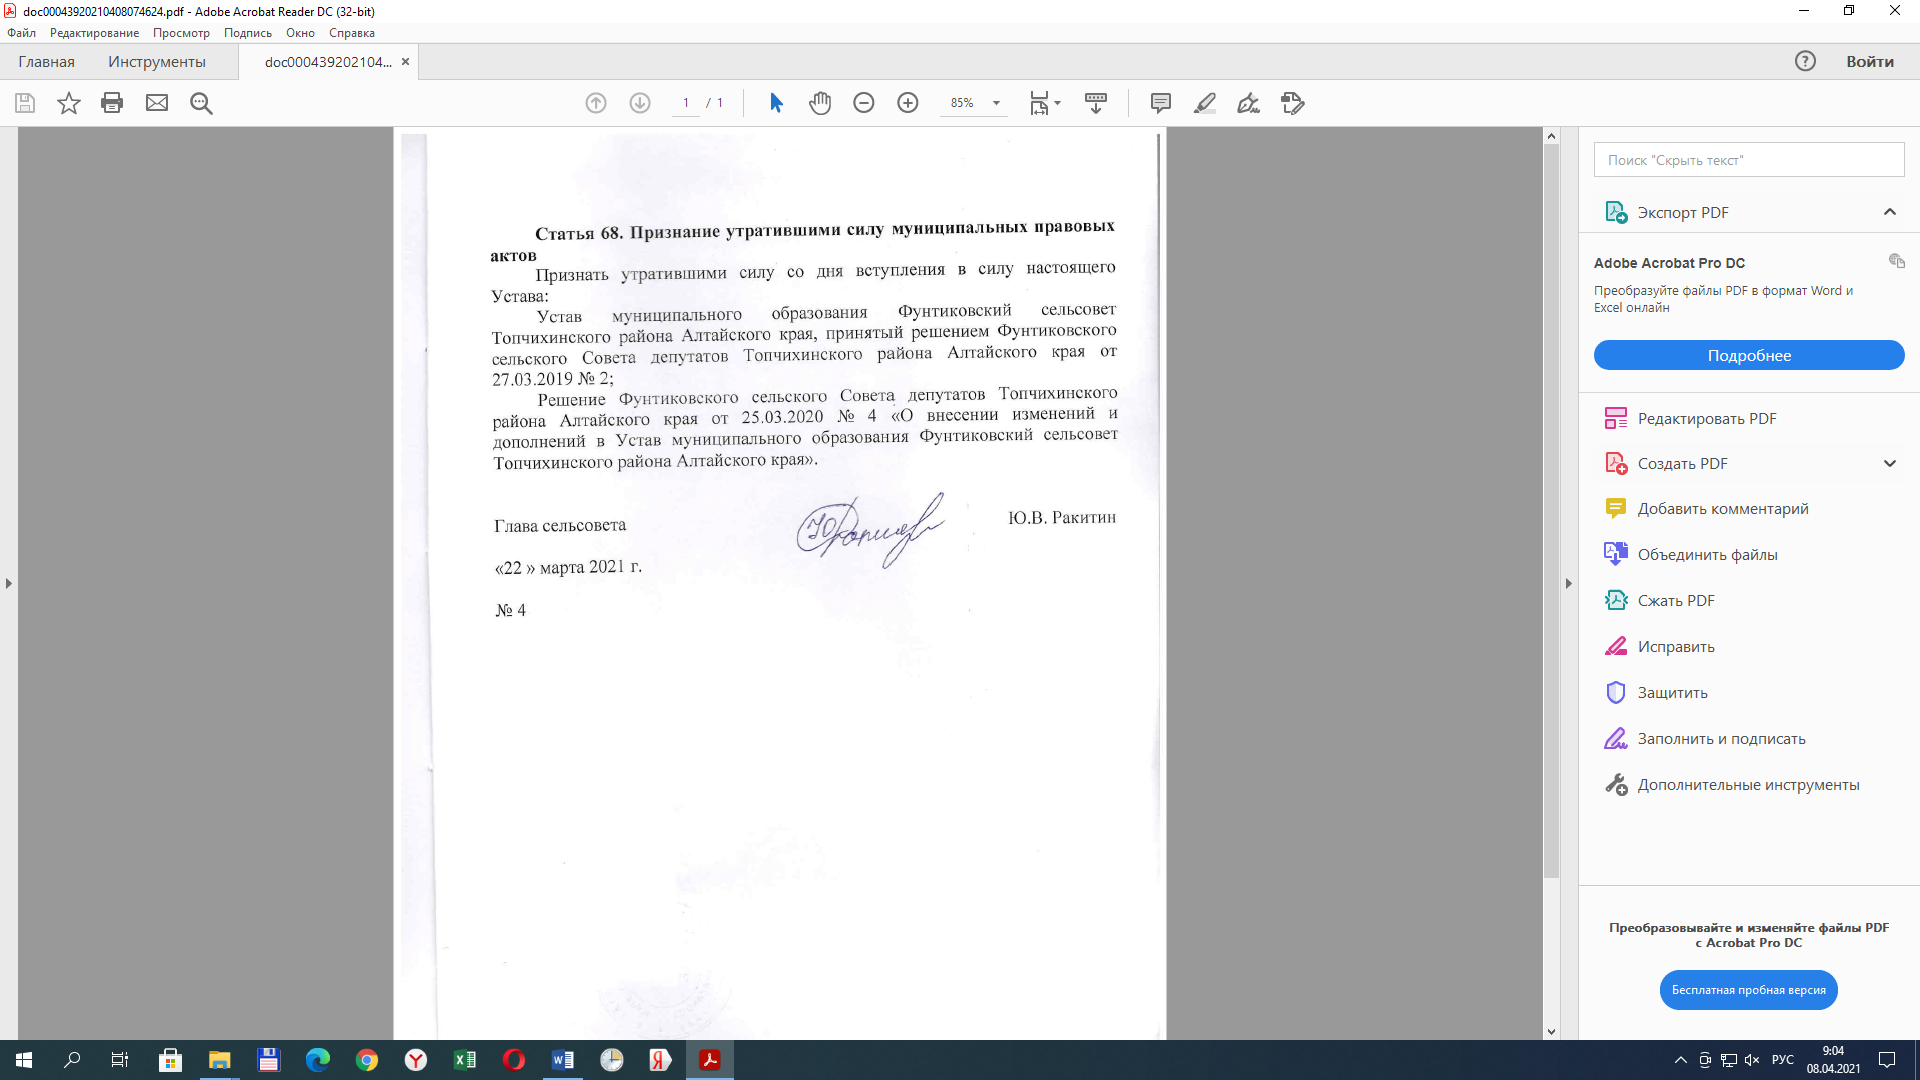 doc00043920210408074624.pdf - Adobe Acrobat Reader DC (32-bit)
Файл Редактирование Просмотр Подпись Окно Справка
Главная Инструменты doc000439202104... ×
Войти
1 / 1 85%
Статья 68. Признание утратившими силу муниципальных правовых
актов
Признать утратившими силу со дня вступления в силу настоящего
Устава:
Устав муниципального образования Фунтиковский сельсовет
Топчихинского района Алтайского края, принятый решением Фунтиковского
сельского Совета депутатов Топчихинского района Алтайского края от
27.03.2019 № 2;
Решение Фунтиковского сельского Совета депутатов Топчихинского
района Алтайского края от 25.03.2020 № 4 «О внесении изменений и
дополнений в Устав муниципального образования Фунтиковский сельсовет
Топчихинского района Алтайского края».
Глава сельсовета Ю.В. Ракитин
«22 » марта 2021 г.
№ 4
Поиск "Скрыть текст"
Экспорт PDF
Adobe Acrobat Pro DC
Преобразуйте файлы PDF в формат Word и
Excel онлайн
Подробнее
Редактировать PDF
Создать PDF
Добавить комментарий
Объединить файлы
Сжать PDF
Исправить
Защитить
Заполнить и подписать
Дополнительные инструменты
Преобразовывайте и изменяйте файлы PDF
с Acrobat Pro DC
Бесплатная пробная версия
РУС
9:04
08.04.2021